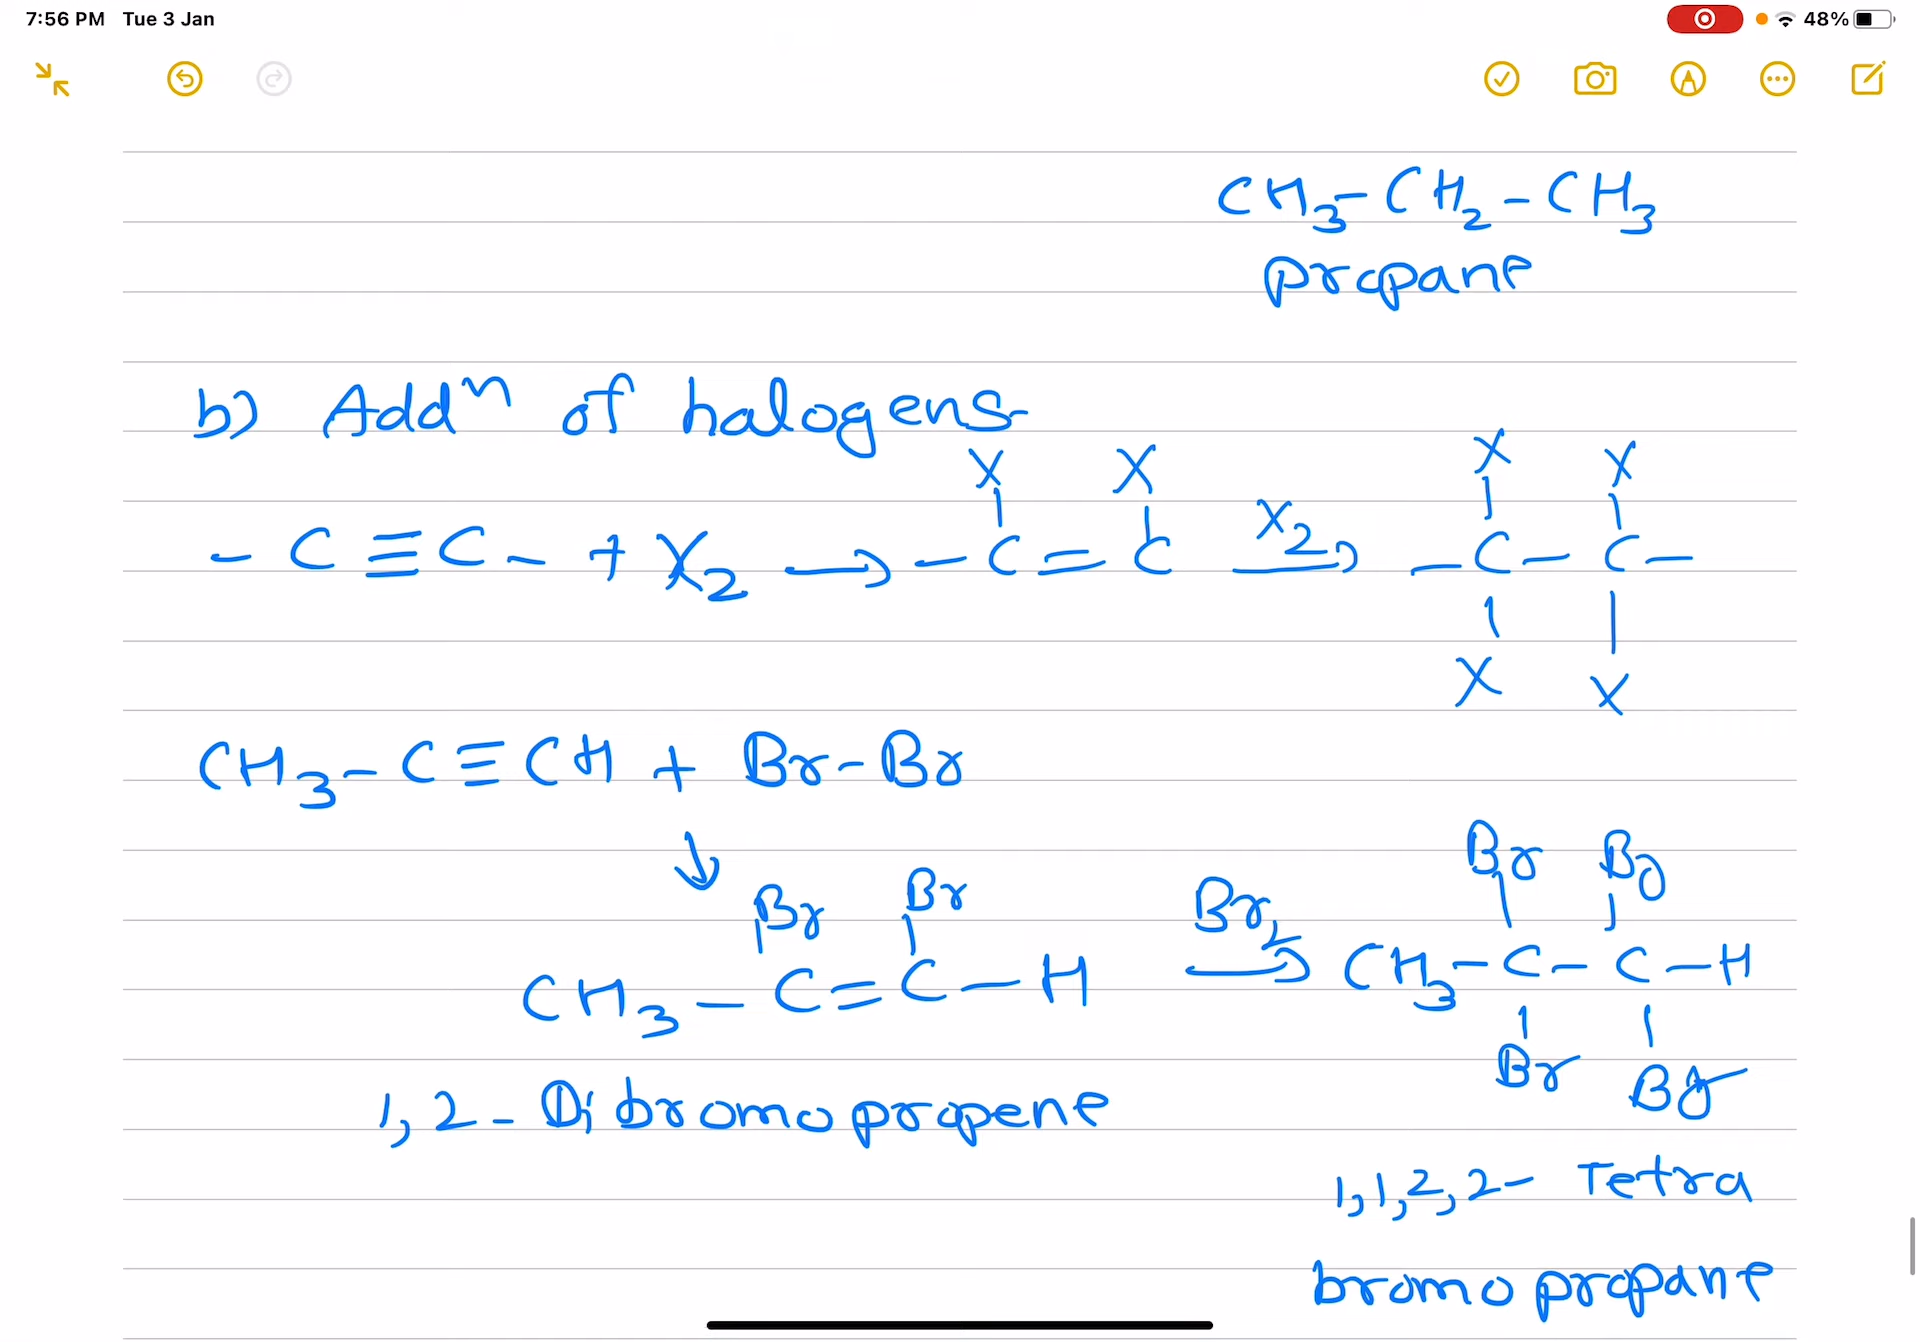 7:56 PM Tue 3 Jan 48%
CH₃-CH₂-CH₃
propane
b) Addⁿ of halogens
X X X X
-C≡C- + X₂ → -C=C X₂→ -C-C-
X X
CH₃-C≡CH + Br-Br
↓
Br Br Br₂ Br Br
CH₃-C=C-H → CH₃-C-C-H
Br Br
1,2-Dibromopropene
1,1,2,2-Tetra
bromopropane